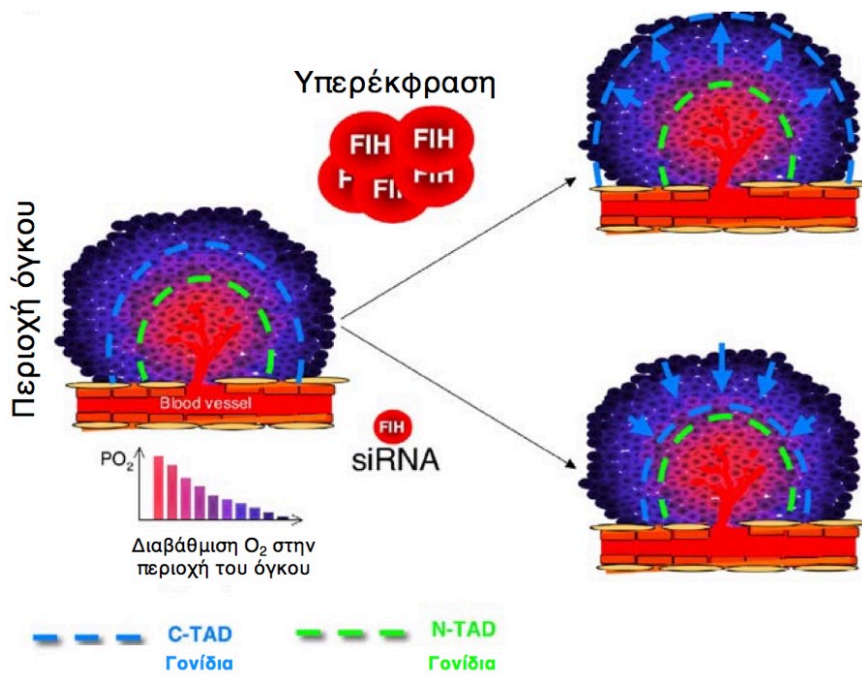 Υπερέκφραση
FIH
FIH
FIH
Περιοχή όγκου
Blood vessel
FIH
siRNA
PO₂
Διαβάθμιση O₂ στην
περιοχή του όγκου
C-TAD
N-TAD
Γονίδια
Γονίδια